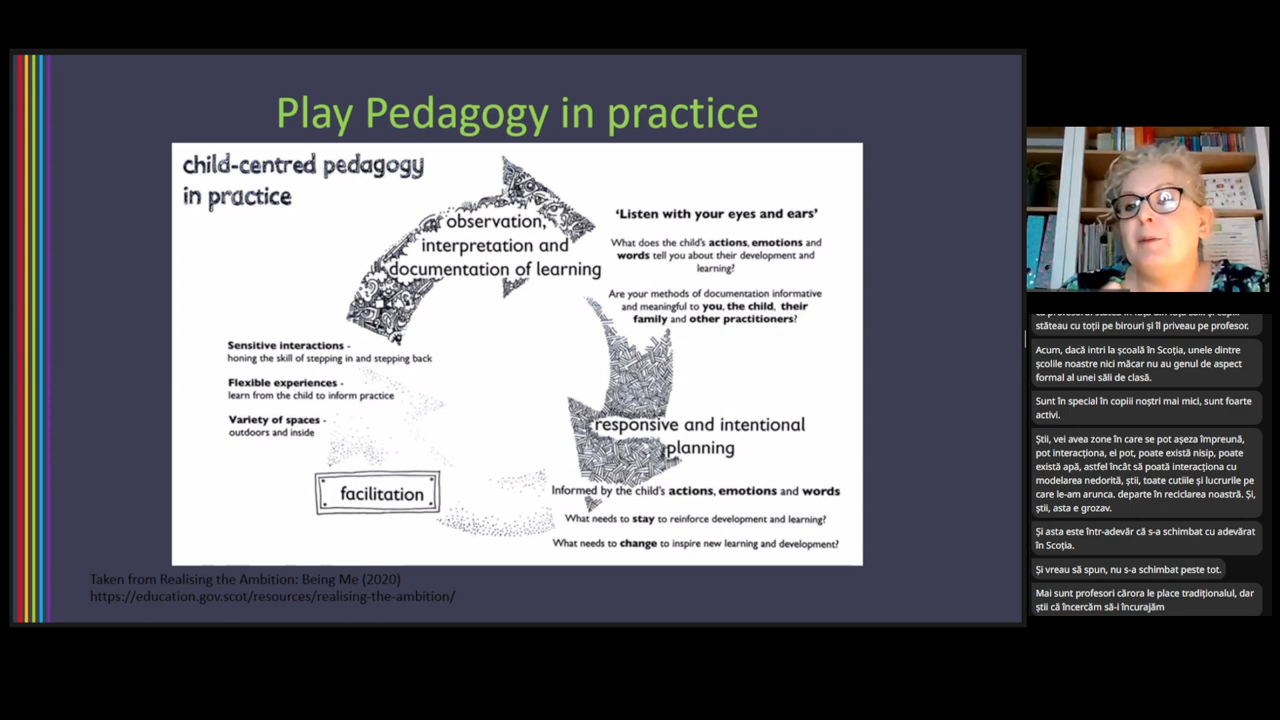 Play Pedagogy in practice
child-centred pedagogy
in practice
observation,
interpretation and
documentation of learning
'Listen with your eyes and ears'
What does the child's actions, emotions and
words tell you about their development and
learning?
Are your methods of documentation informative
and meaningful to you, the child, their
family and other practitioners?
Sensitive interactions -
honing the skill of stepping in and stepping back
Flexible experiences -
learn from the child to inform practice
Variety of spaces -
outdoors and inside
responsive and intentional
planning
facilitation
Informed by the child's actions, emotions and words
What needs to stay to reinforce development and learning?
What needs to change to inspire new learning and development?
Taken from Realising the Ambition: Being Me (2020)
https://education.gov.scot/resources/realising-the-ambition/
stăteau cu toții pe birouri și îl priveau pe profesor.
Acum, dacă intri la școală în Scoția, unele dintre
școlile noastre nici măcar nu au genul de aspect
formal al unei săli de clasă.
Sunt în special în copiii noștri mai mici, sunt foarte
activi.
Știi, vei avea zone în care se pot așeza împreună,
pot interacționa, ei pot, poate există nisip, poate
există apă, astfel încât să poată interacționa cu
modelarea nedorită, știi, toate cutiile și lucrurile pe
care le-am arunca. departe în reciclarea noastră. Și,
știi, asta e grozav.
Și asta este într-adevăr că s-a schimbat cu adevărat
în Scoția.
Și vreau să spun, nu s-a schimbat peste tot.
Mai sunt profesori cărora le place tradiționalul, dar
știi că încercăm să-i încurajăm